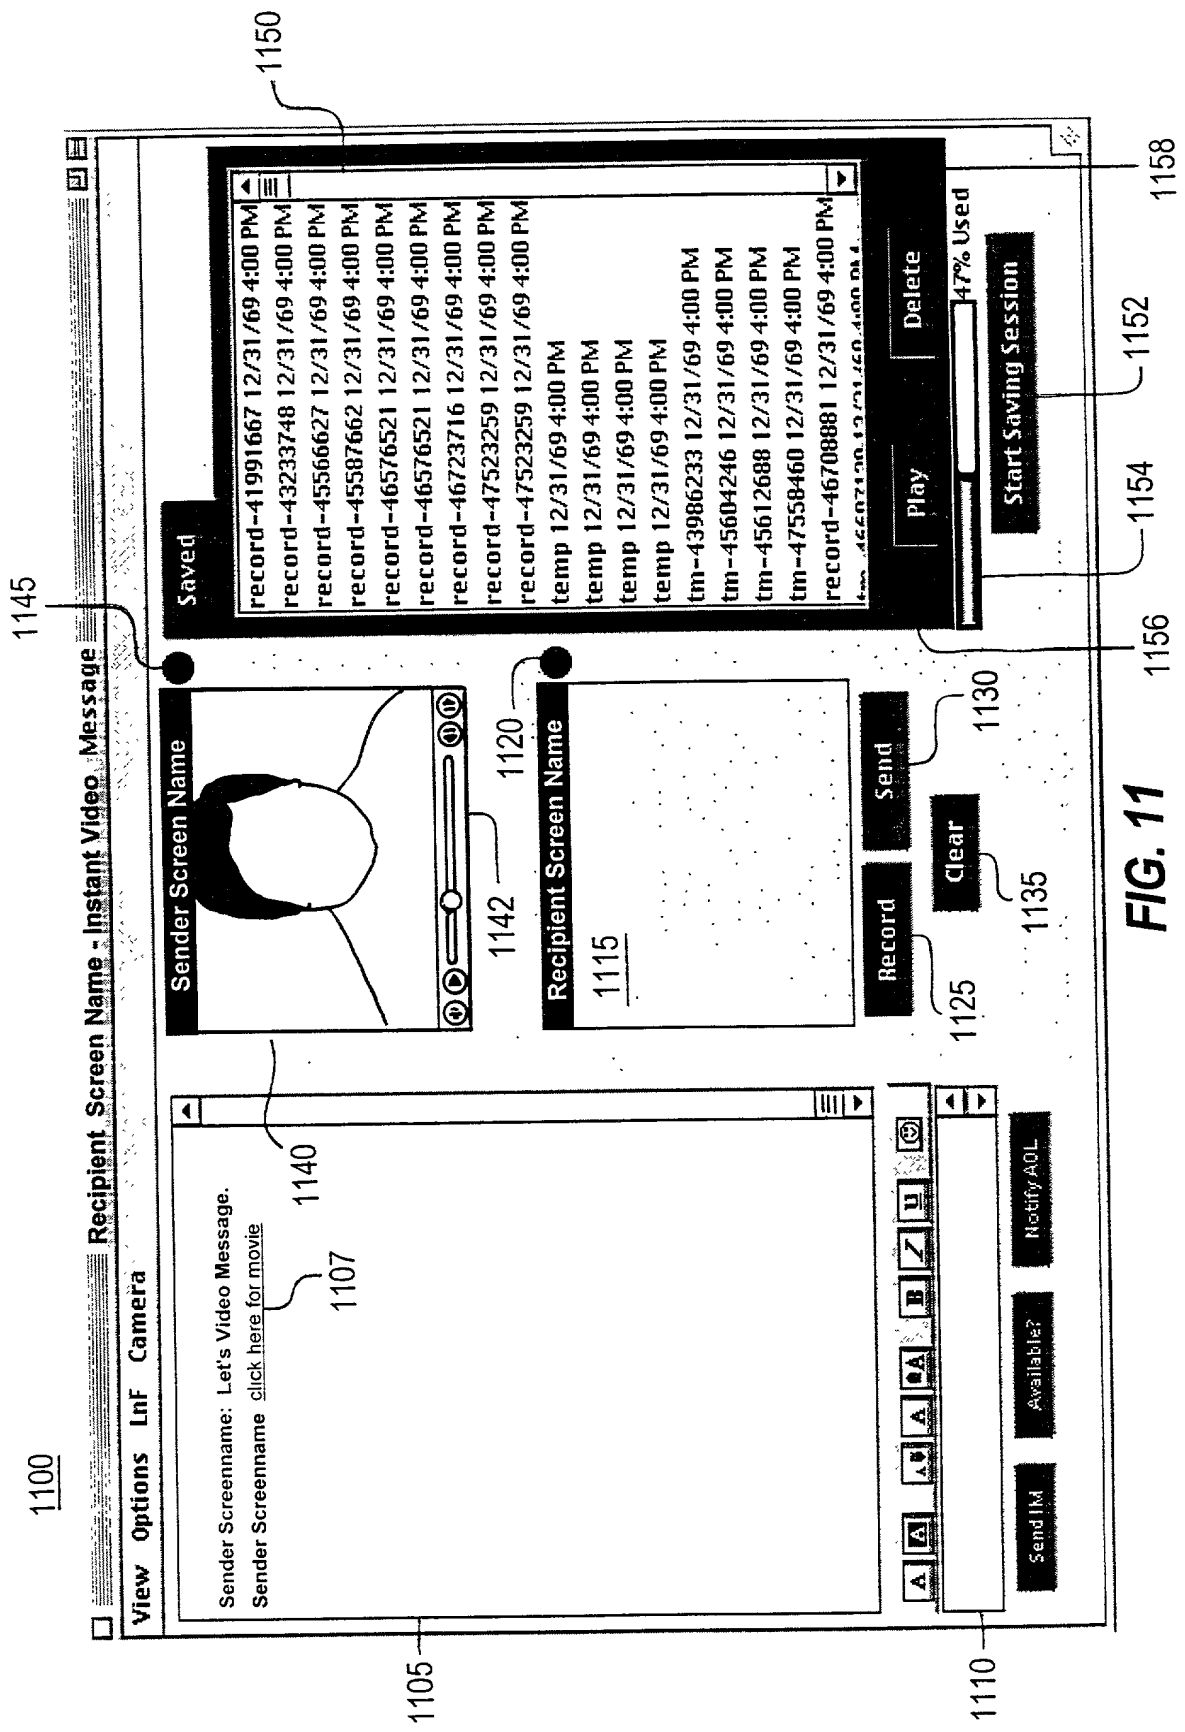 1100
Recipient Screen Name - Instant Video Message
View Options LnF Camera
Sender Screenname: Let's Video Message.
Sender Screenname click here for movie
1107
1105
A A A A A B I U
1110
Send IM Available? Notify AOL
1140
Sender Screen Name
1145
1142
1120
Recipient Screen Name
1115
Record Send
1125
1130
Clear
1135
Saved
1150
record-41991667 12/31/69 4:00 PM
record-43233748 12/31/69 4:00 PM
record-45566627 12/31/69 4:00 PM
record-45587662 12/31/69 4:00 PM
record-46576521 12/31/69 4:00 PM
record-46576521 12/31/69 4:00 PM
record-46723716 12/31/69 4:00 PM
record-47523259 12/31/69 4:00 PM
record-47523259 12/31/69 4:00 PM
temp 12/31/69 4:00 PM
temp 12/31/69 4:00 PM
temp 12/31/69 4:00 PM
temp 12/31/69 4:00 PM
tm-43986233 12/31/69 4:00 PM
tm-45604246 12/31/69 4:00 PM
tm-45612688 12/31/69 4:00 PM
tm-47558460 12/31/69 4:00 PM
record-46708881 12/31/69 4:00 PM
Play Delete
47% Used
Start Saving Session
1156
1154
1152
1158
FIG. 11